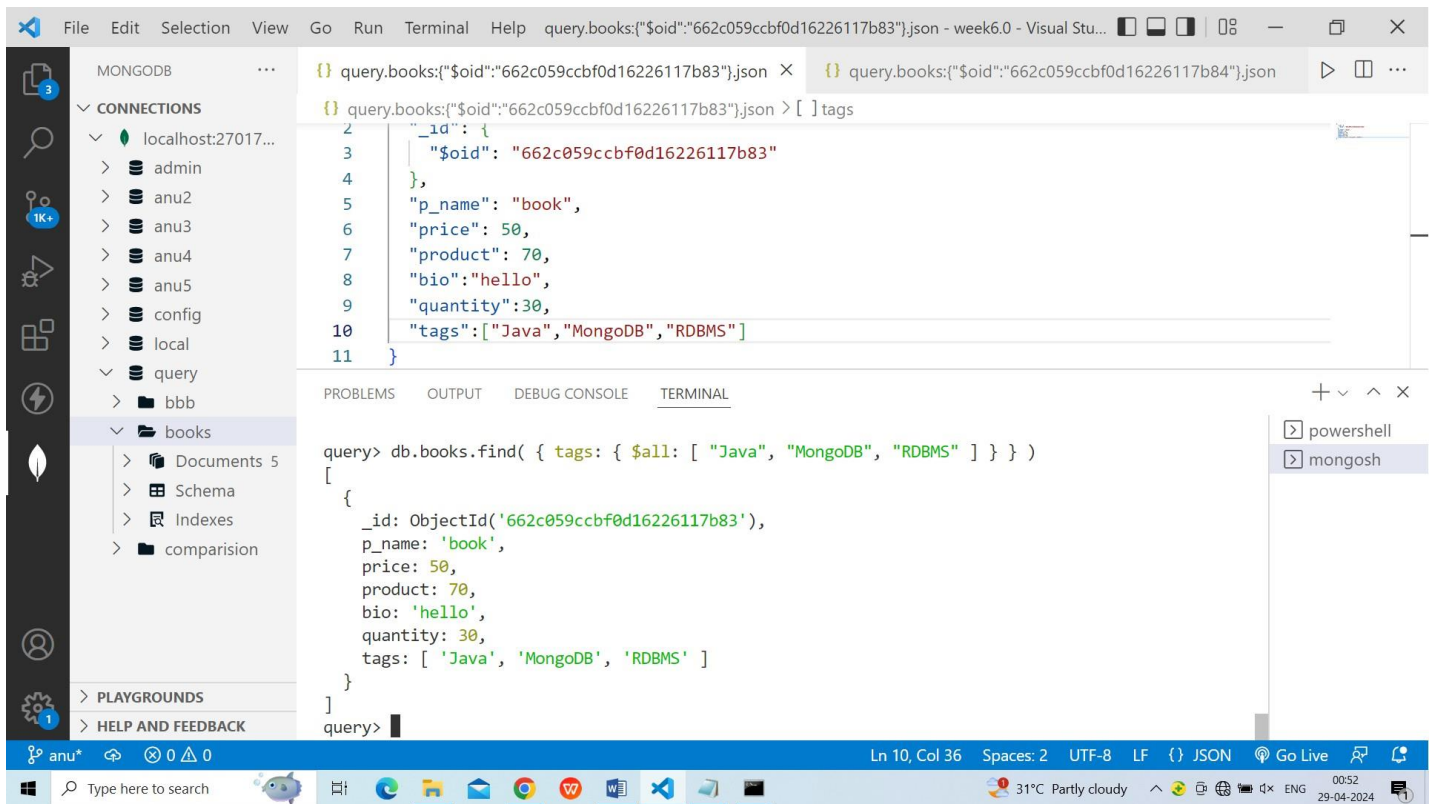 File Edit Selection View Go Run Terminal Help query.books:{"$oid":"662c059ccbf0d16226117b83"}.json - week6.0 - Visual Stu...
MONGODB ...
CONNECTIONS
localhost:27017...
admin
anu2
anu3
anu4
anu5
config
local
query
bbb
books
Documents 5
Schema
Indexes
comparision
PLAYGROUNDS
HELP AND FEEDBACK
3
1K+
1
{} query.books:{"$oid":"662c059ccbf0d16226117b83"}.json {} query.books:{"$oid":"662c059ccbf0d16226117b84"}.json ...
{} query.books:{"$oid":"662c059ccbf0d16226117b83"}.json > [ ] tags
2 "_id": {
3 "$oid": "662c059ccbf0d16226117b83"
4 },
5 "p_name": "book",
6 "price": 50,
7 "product": 70,
8 "bio":"hello",
9 "quantity":30,
10 "tags":["Java","MongoDB","RDBMS"]
11 }
PROBLEMS OUTPUT DEBUG CONSOLE TERMINAL
query> db.books.find( { tags: { $all: [ "Java", "MongoDB", "RDBMS" ] } } )
[
{
_id: ObjectId('662c059ccbf0d16226117b83'),
p_name: 'book',
price: 50,
product: 70,
bio: 'hello',
quantity: 30,
tags: [ 'Java', 'MongoDB', 'RDBMS' ]
}
]
query>
powershell
mongosh
anu* 0 0 Ln 10, Col 36 Spaces: 2 UTF-8 LF {} JSON Go Live
Type here to search 31°C Partly cloudy ENG 00:52
29-04-2024